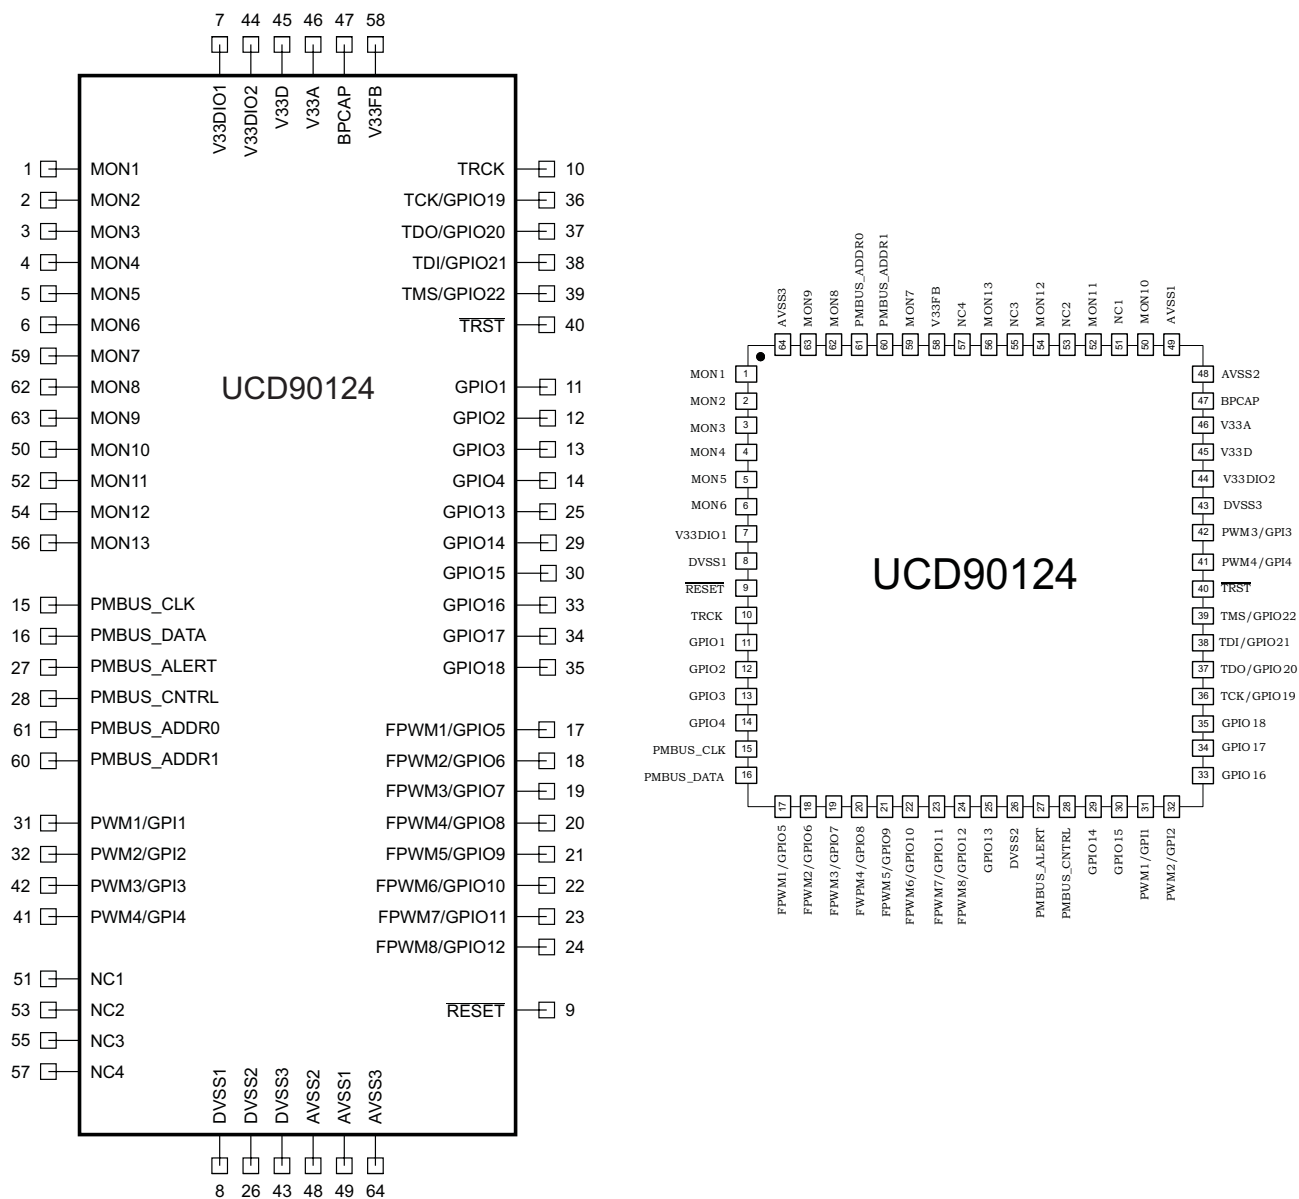 7 44 45 46 47 58
V33DIO1 V33DIO2 V33D V33A BPCAP V33FB
1 MON1 TRCK 10
2 MON2 TCK/GPIO19 36
3 MON3 TDO/GPIO20 37
4 MON4 TDI/GPIO21 38
5 MON5 TMS/GPIO22 39
6 MON6 TRST 40
59 MON7
62 MON8 UCD90124 GPIO1 11
63 MON9 GPIO2 12
50 MON10 GPIO3 13
52 MON11 GPIO4 14
54 MON12 GPIO13 25
56 MON13 GPIO14 29
GPIO15 30
15 PMBUS_CLK GPIO16 33
16 PMBUS_DATA GPIO17 34
27 PMBUS_ALERT GPIO18 35
28 PMBUS_CNTRL
61 PMBUS_ADDR0 FPWM1/GPIO5 17
60 PMBUS_ADDR1 FPWM2/GPIO6 18
FPWM3/GPIO7 19
31 PWM1/GPI1 FPWM4/GPIO8 20
32 PWM2/GPI2 FPWM5/GPIO9 21
42 PWM3/GPI3 FPWM6/GPIO10 22
41 PWM4/GPI4 FPWM7/GPIO11 23
FPWM8/GPIO12 24
51 NC1
53 NC2 RESET 9
55 NC3
57 NC4
DVSS1 DVSS2 DVSS3 AVSS2 AVSS1 AVSS3
8 26 43 48 49 64
AVSS3 MON9 MON8 PMBUS_ADDR0 PMBUS_ADDR1 MON7 V33FB NC4 MON13 NC3 MON12 NC2 MON11 NC1 MON10 AVSS1
64 63 62 61 60 59 58 57 56 55 54 53 52 51 50 49
MON1 1 48 AVSS2
MON2 2 47 BPCAP
MON3 3 46 V33A
MON4 4 45 V33D
MON5 5 44 V33DIO2
MON6 6 43 DVSS3
V33DIO1 7 42 PWM3/GPI3
DVSS1 8 UCD90124 41 PWM4/GPI4
RESET 9 40 TRST
TRCK 10 39 TMS/GPIO22
GPIO1 11 38 TDI/GPIO21
GPIO2 12 37 TDO/GPIO20
GPIO3 13 36 TCK/GPIO19
GPIO4 14 35 GPIO18
PMBUS_CLK 15 34 GPIO17
PMBUS_DATA 16 33 GPIO16
17 18 19 20 21 22 23 24 25 26 27 28 29 30 31 32
FPWM1/GPIO5 FPWM2/GPIO6 FPWM3/GPIO7 FWPM4/GPIO8 FPWM5/GPIO9 FPWM6/GPIO10 FPWM7/GPIO11 FPWM8/GPIO12 GPIO13 DVSS2 PMBUS_ALERT PMBUS_CNTRL GPIO14 GPIO15 PWM1/GPI1 PWM2/GPI2